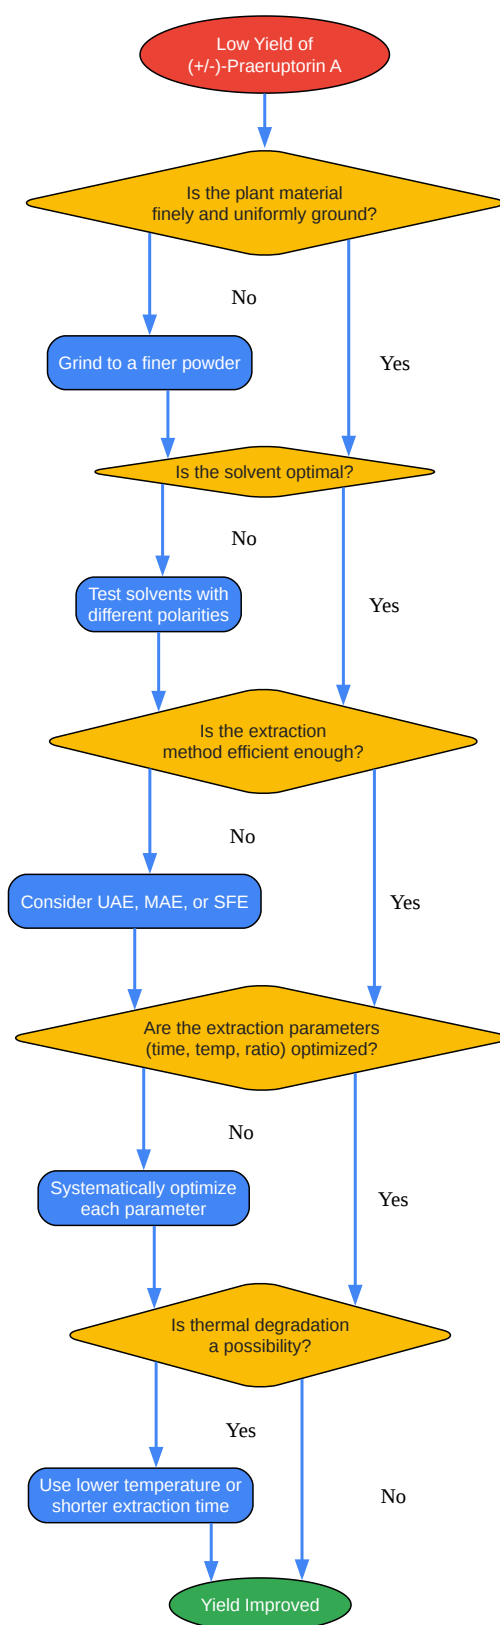 Low Yield of
(+/-)-Praeruptorin A
Is the plant material
finely and uniformly ground?
No
Grind to a finer powder
Yes
Is the solvent optimal?
No
Test solvents with
different polarities
Yes
Is the extraction
method efficient enough?
No
Consider UAE, MAE, or SFE
Yes
Are the extraction parameters
(time, temp, ratio) optimized?
No
Systematically optimize
each parameter
Yes
Is thermal degradation
a possibility?
Yes
Use lower temperature or
shorter extraction time
No
Yield Improved